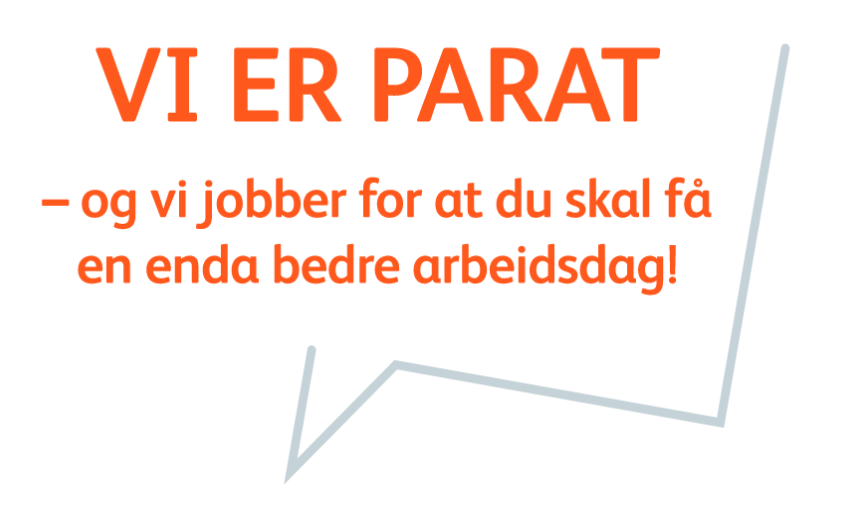 VI ER PARAT
– og vi jobber for at du skal få
en enda bedre arbeidsdag!